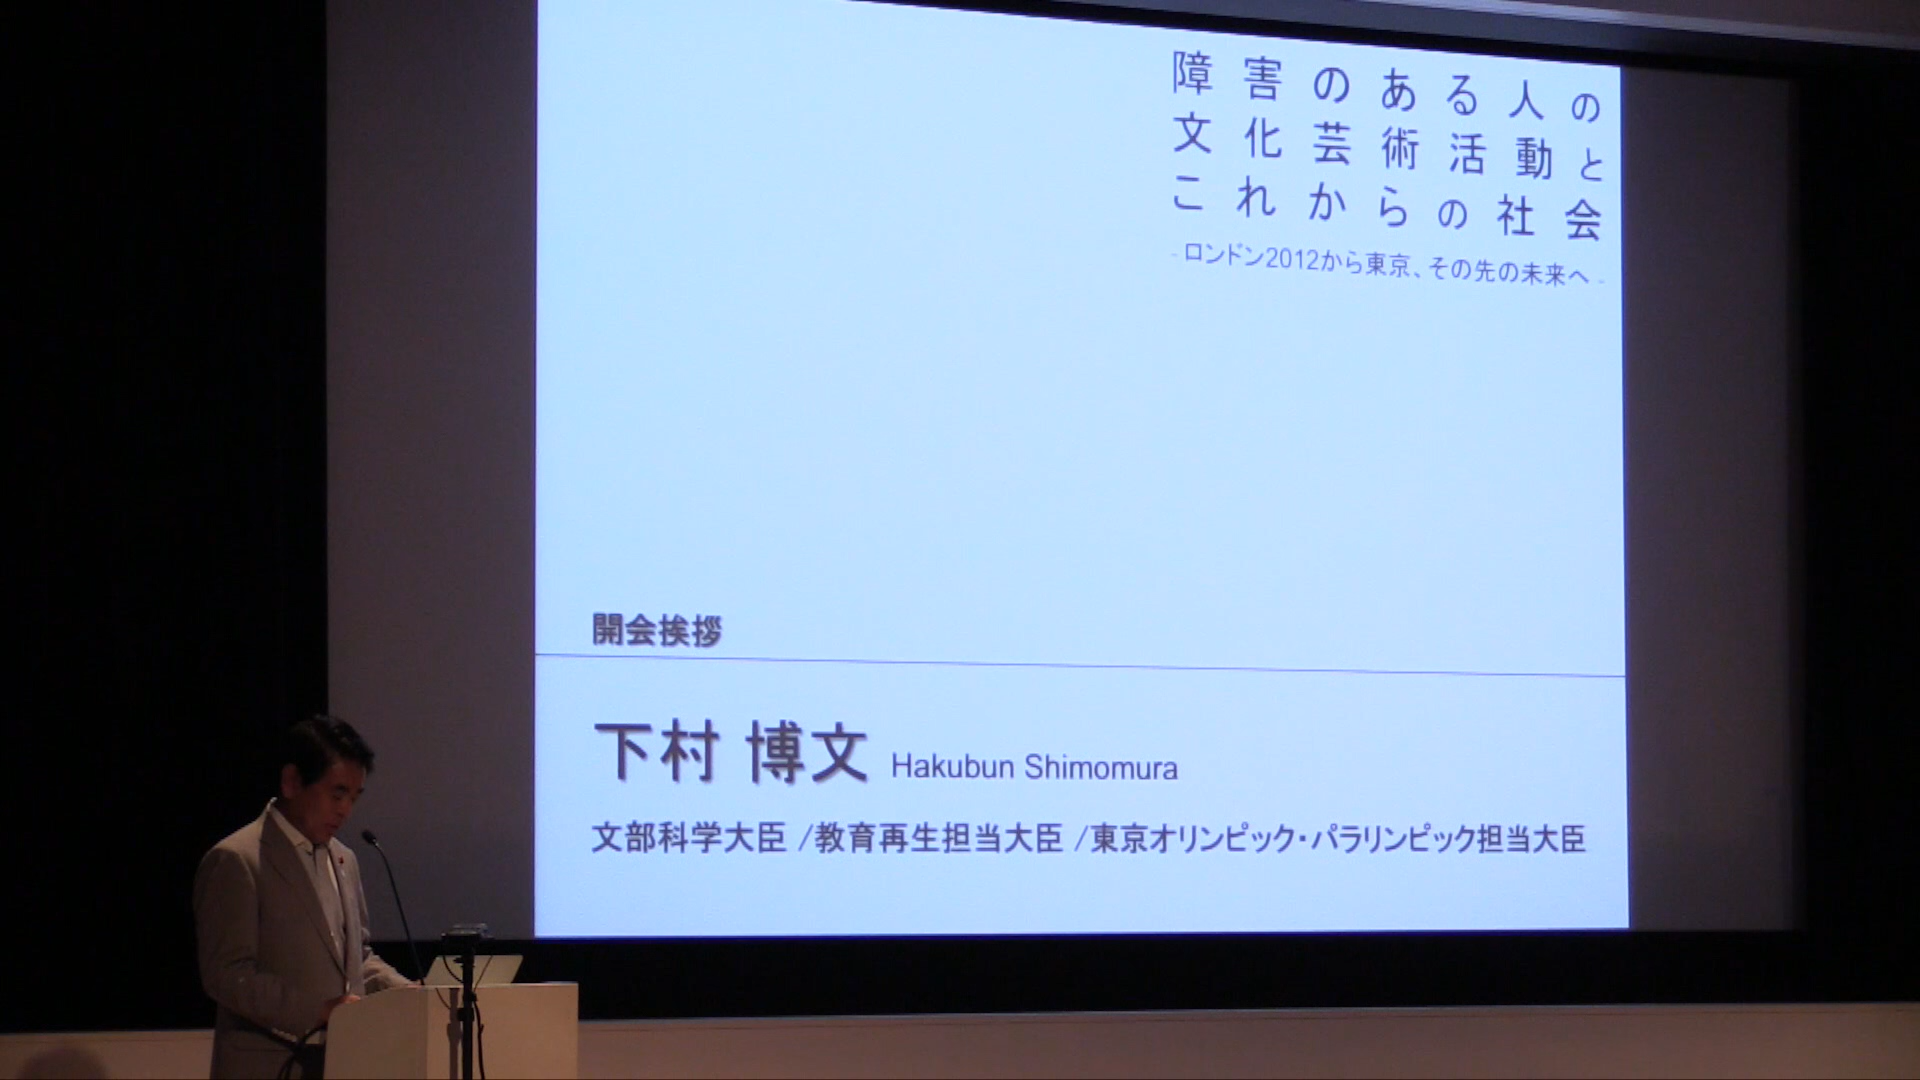 障害のある人の
文化芸術活動と
これからの社会
- ロンドン2012から東京、その先の未来へ -
開会挨拶
下村 博文 Hakubun Shimomura
文部科学大臣 /教育再生担当大臣 /東京オリンピック・パラリンピック担当大臣